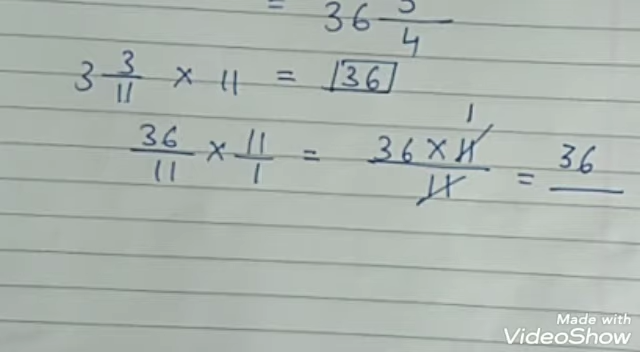 = 36 3/4
3 3/11 × 11 = 36
36/11 × 11/1 = 36 × 11/11 1 = 36
Made with
VideoShow